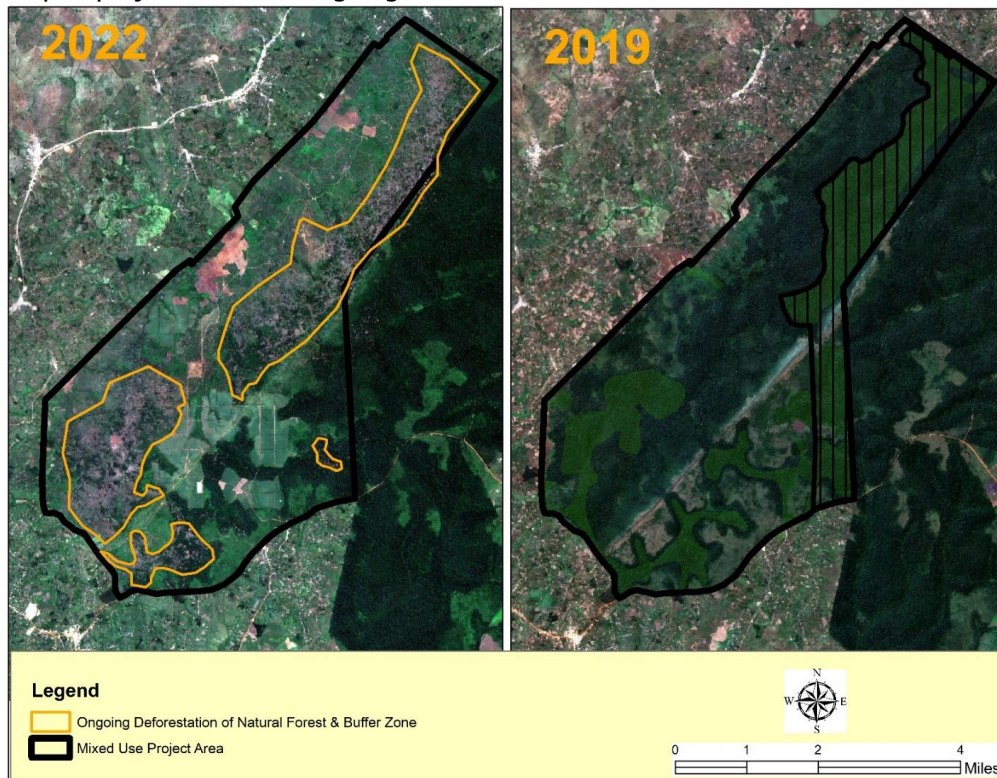 2022
2019
Legend
Ongoing Deforestation of Natural Forest & Buffer Zone
Mixed Use Project Area
N
W E
S
0 1 2 4
Miles